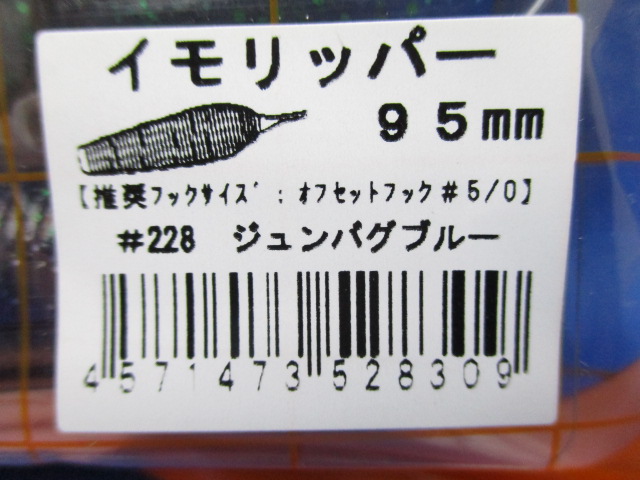 イモリッパー
95mm
【推奨フックサイズ:オフセットフック#5/0】
#228 ジュンバグブルー
4571473528309